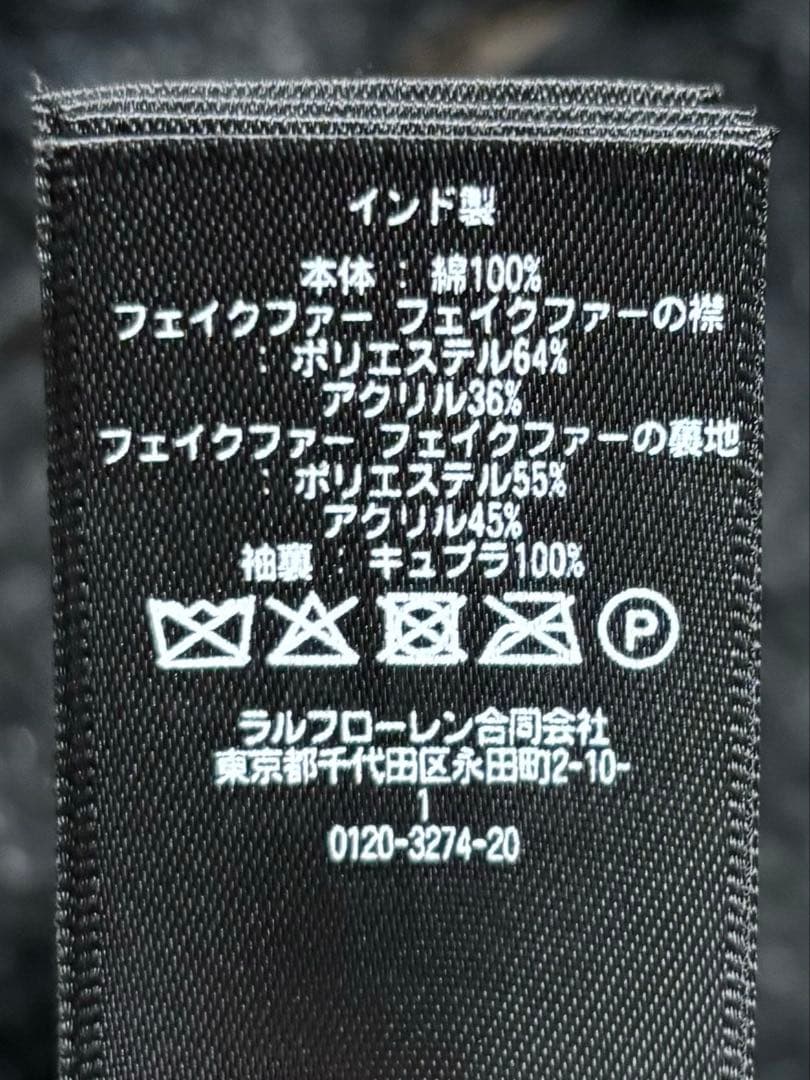 インド製
本体 : 綿100%
フェイクファー フェイクファーの襟
: ポリエステル64%
アクリル36%
フェイクファー フェイクファーの裏地
: ポリエステル55%
アクリル45%
袖裏 : キュプラ100%
P
ラルフローレン合同会社
東京都千代田区永田町2-10-
1
0120-3274-20